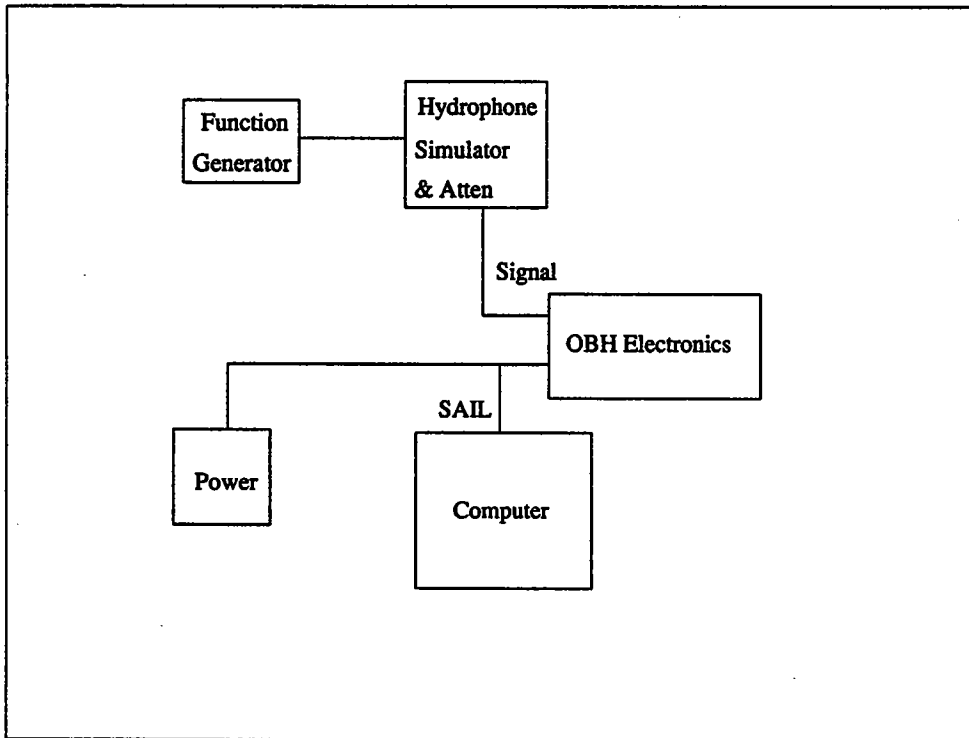 Function
Generator
Hydrophone
Simulator
& Atten
Signal
OBH Electronics
SAIL
Power
Computer